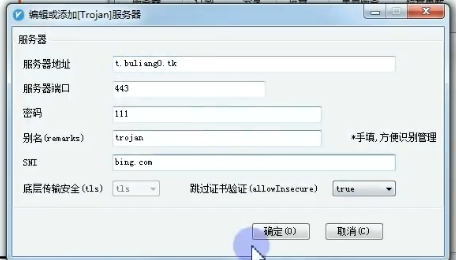 编辑或添加[Trojan]服务器
服务器
服务器地址 t.buliang0.tk
服务器端口 443
密码 111
别名(remarks) trojan *手填,方便识别管理
SNI bing.com
底层传输安全(tls) tls 跳过证书验证(allowInsecure) true
确定(O) 取消(C)